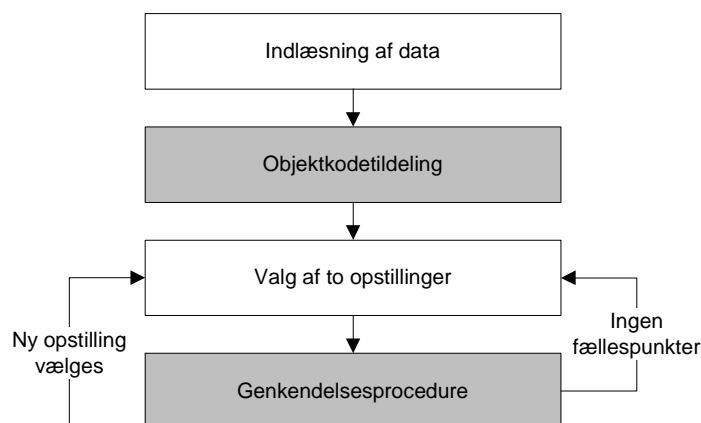 Indlæsning af data
Objektkodetildeling
Valg af to opstillinger
Ny opstilling
vælges
Ingen
fællespunkter
Genkendelsesprocedure